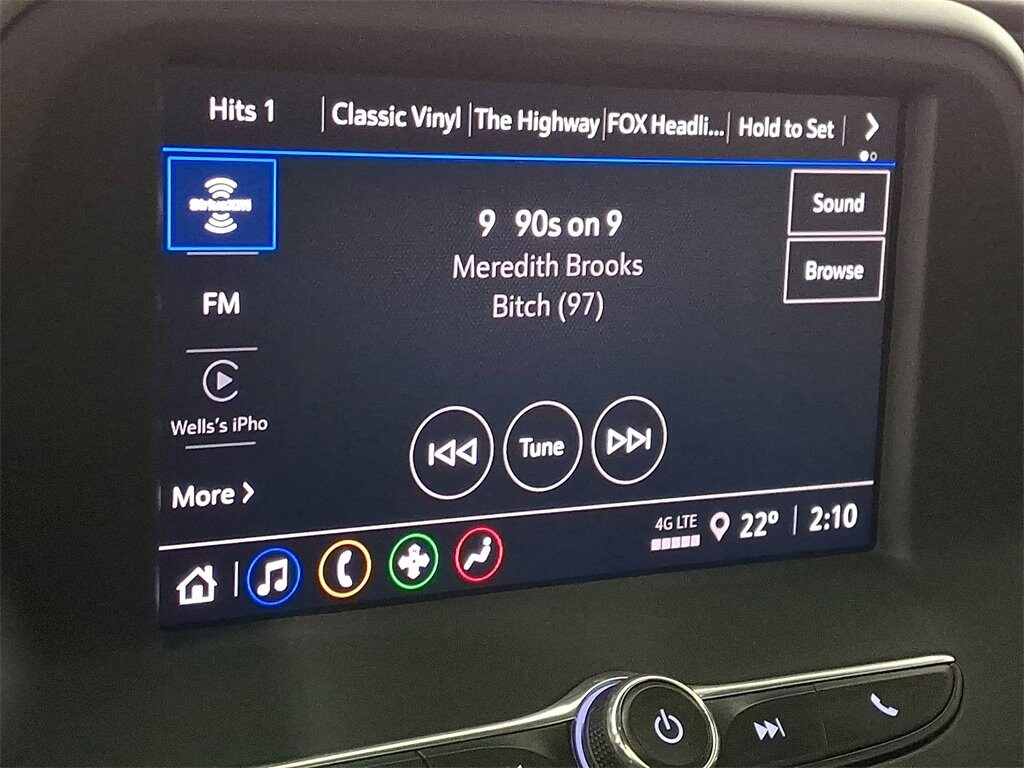 Hits 1
Classic Vinyl
The Highway
FOX Headli...
Hold to Set
SiriusXM
9 90s on 9
Meredith Brooks
Bitch (97)
Sound
Browse
FM
Wells's iPho
More
Tune
4G LTE
22°
2:10